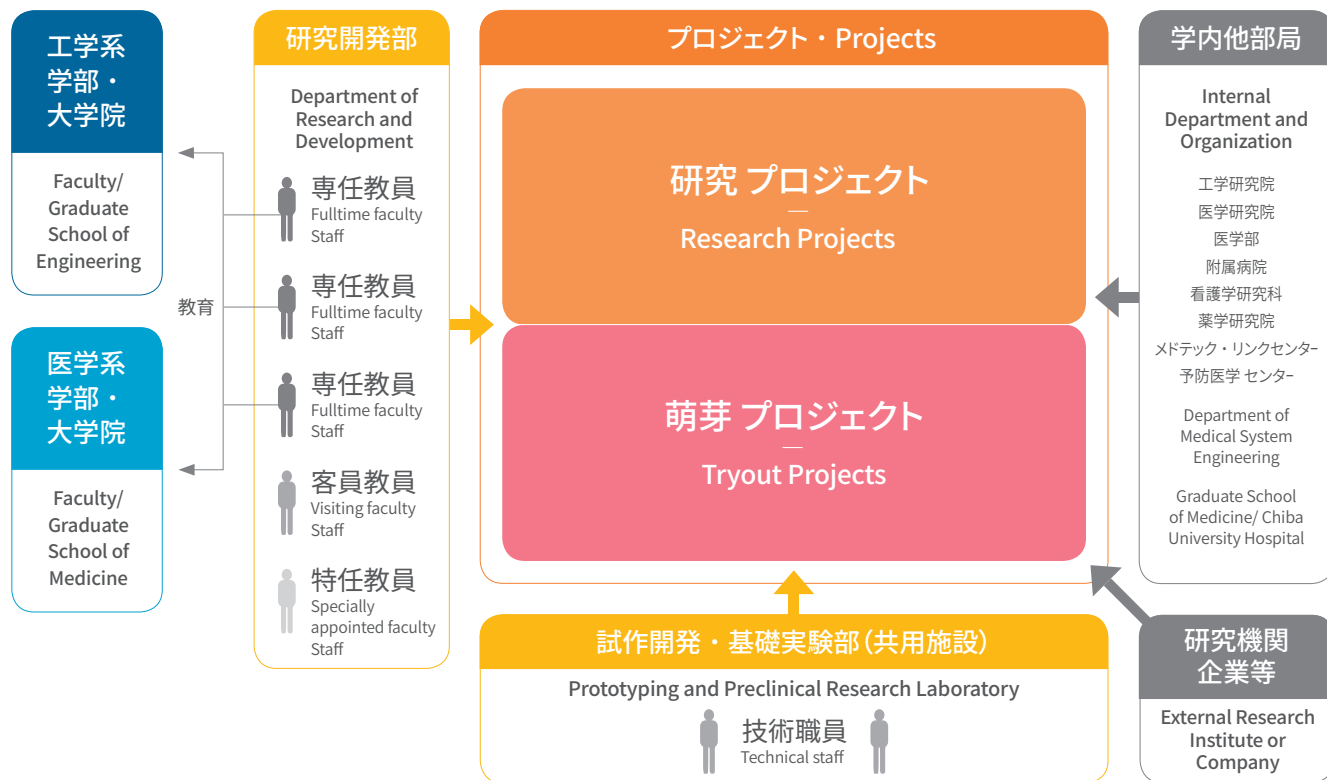 工学系
学部・
大学院
Faculty/
Graduate
School of
Engineering
医学系
学部・
大学院
Faculty/
Graduate
School of
Medicine
教育
研究開発部
Department of
Research and
Development
専任教員
Fulltime faculty
Staff
専任教員
Fulltime faculty
Staff
専任教員
Fulltime faculty
Staff
客員教員
Visiting faculty
Staff
特任教員
Specially
appointed faculty
Staff
プロジェクト・Projects
研究 プロジェクト
Research Projects
萌芽 プロジェクト
Tryout Projects
試作開発・基礎実験部(共用施設)
Prototyping and Preclinical Research Laboratory
技術職員
Technical staff
学内他部局
Internal
Department and
Organization
工学研究院
医学研究院
医学部
附属病院
看護学研究科
薬学研究院
メドテック・リンクセンター
予防医学 センター
Department of
Medical System
Engineering
Graduate School
of Medicine/ Chiba
University Hospital
研究機関
企業等
External Research
Institute or
Company